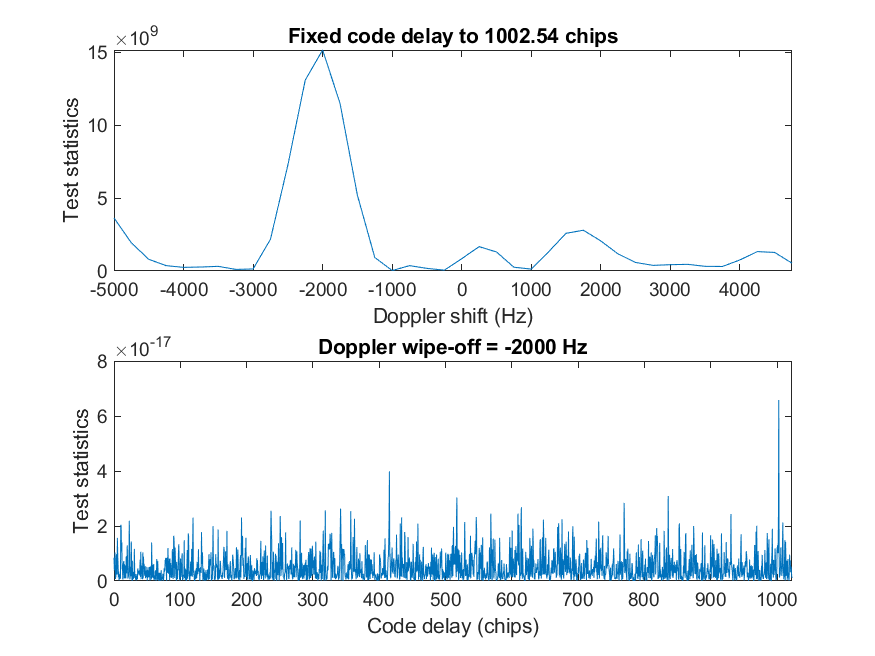 ×10^9
Fixed code delay to 1002.54 chips
15
10
5
0
Test statistics
-5000 -4000 -3000 -2000 -1000 0 1000 2000 3000 4000
Doppler shift (Hz)
×10^-17
Doppler wipe-off = -2000 Hz
8
6
4
2
0
Test statistics
0 100 200 300 400 500 600 700 800 900 1000
Code delay (chips)